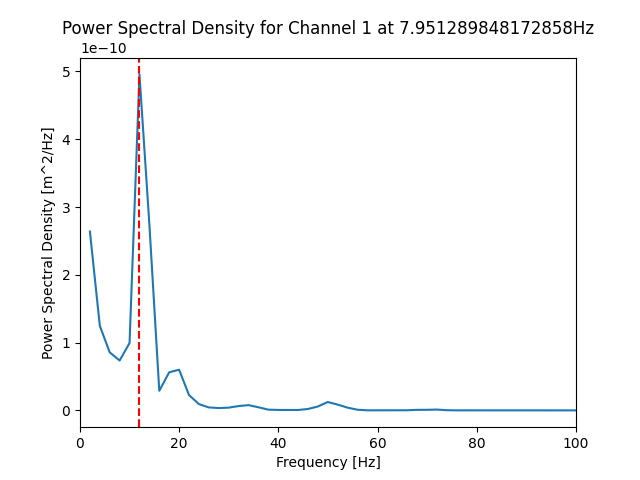 Power Spectral Density for Channel 1 at 7.951289848172858Hz
1e−10
5
4
3
2
1
0
Power Spectral Density [m^2/Hz]
0 20 40 60 80 100
Frequency [Hz]